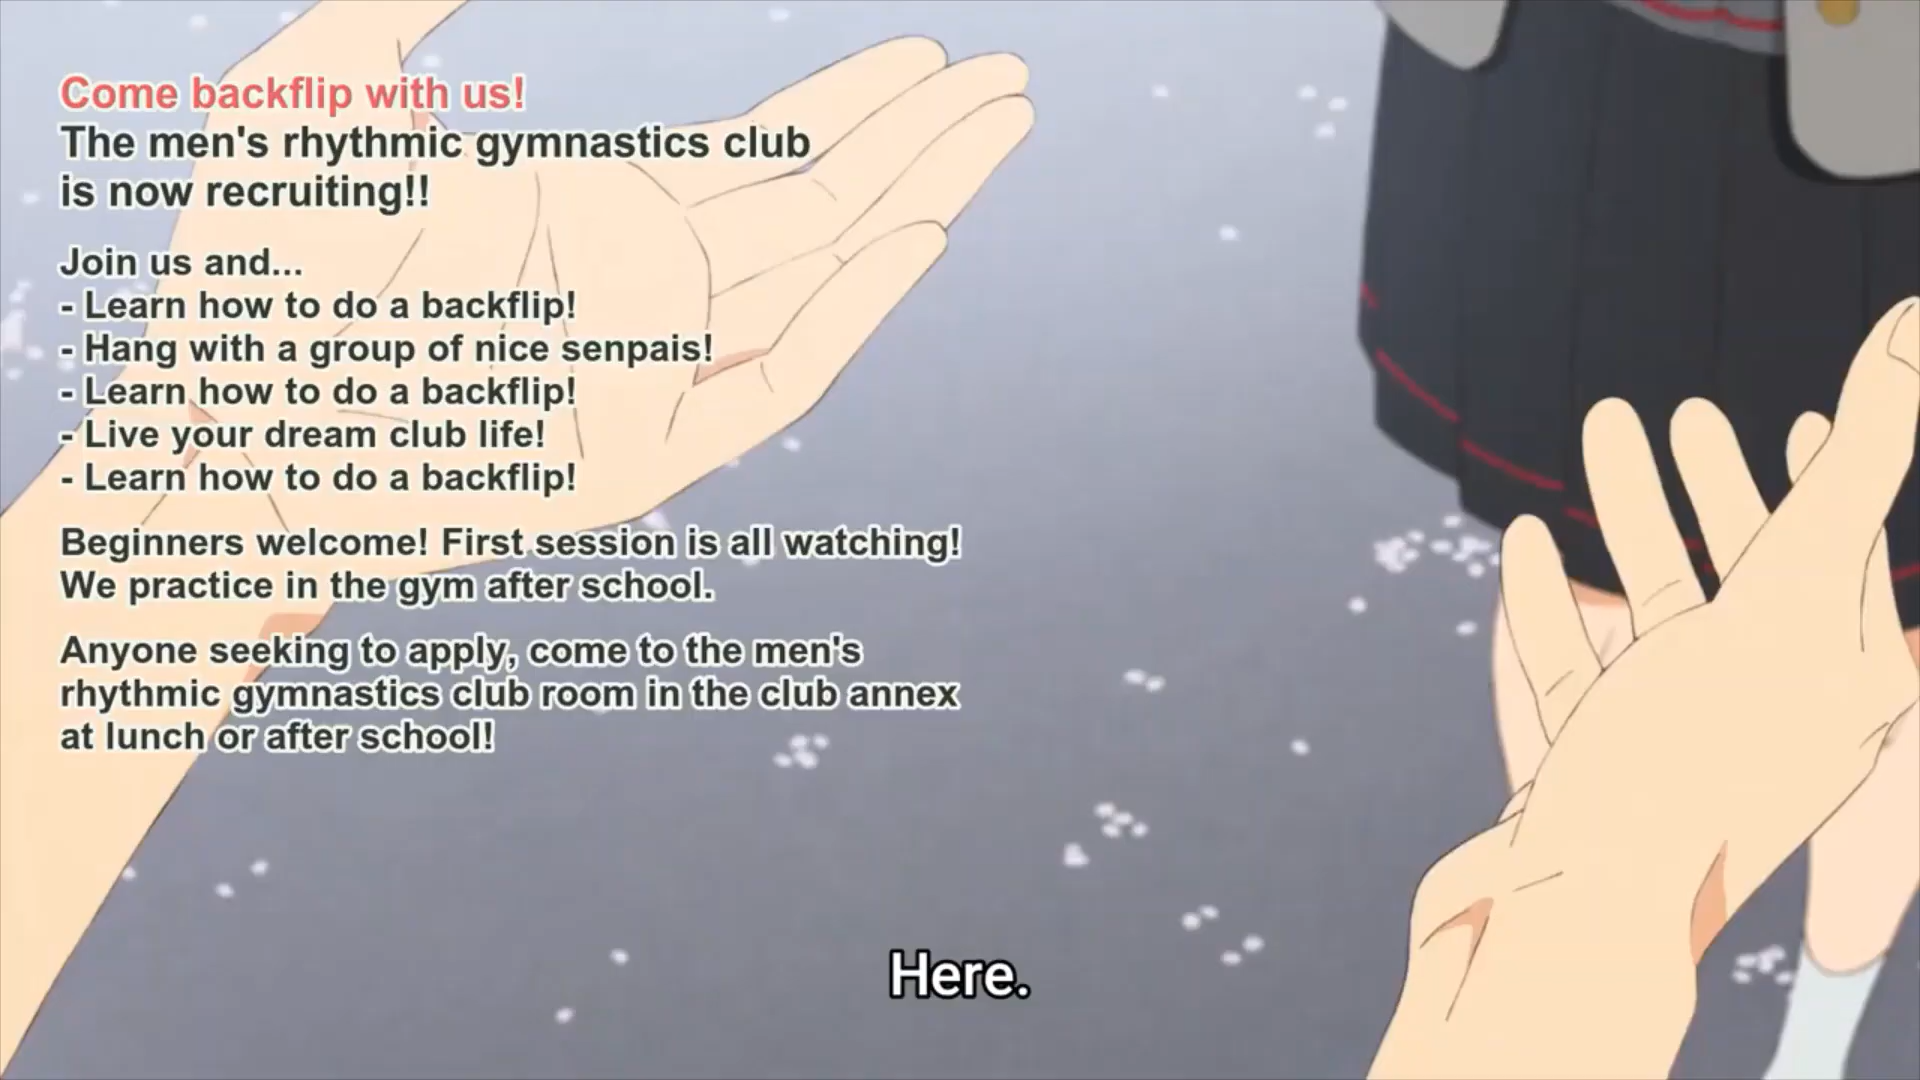 Come backflip with us!
The men's rhythmic gymnastics club
is now recruiting!!
Join us and...
- Learn how to do a backflip!
- Hang with a group of nice senpais!
- Learn how to do a backflip!
- Live your dream club life!
- Learn how to do a backflip!
Beginners welcome! First session is all watching!
We practice in the gym after school.
Anyone seeking to apply, come to the men's
rhythmic gymnastics club room in the club annex
at lunch or after school!
Here.